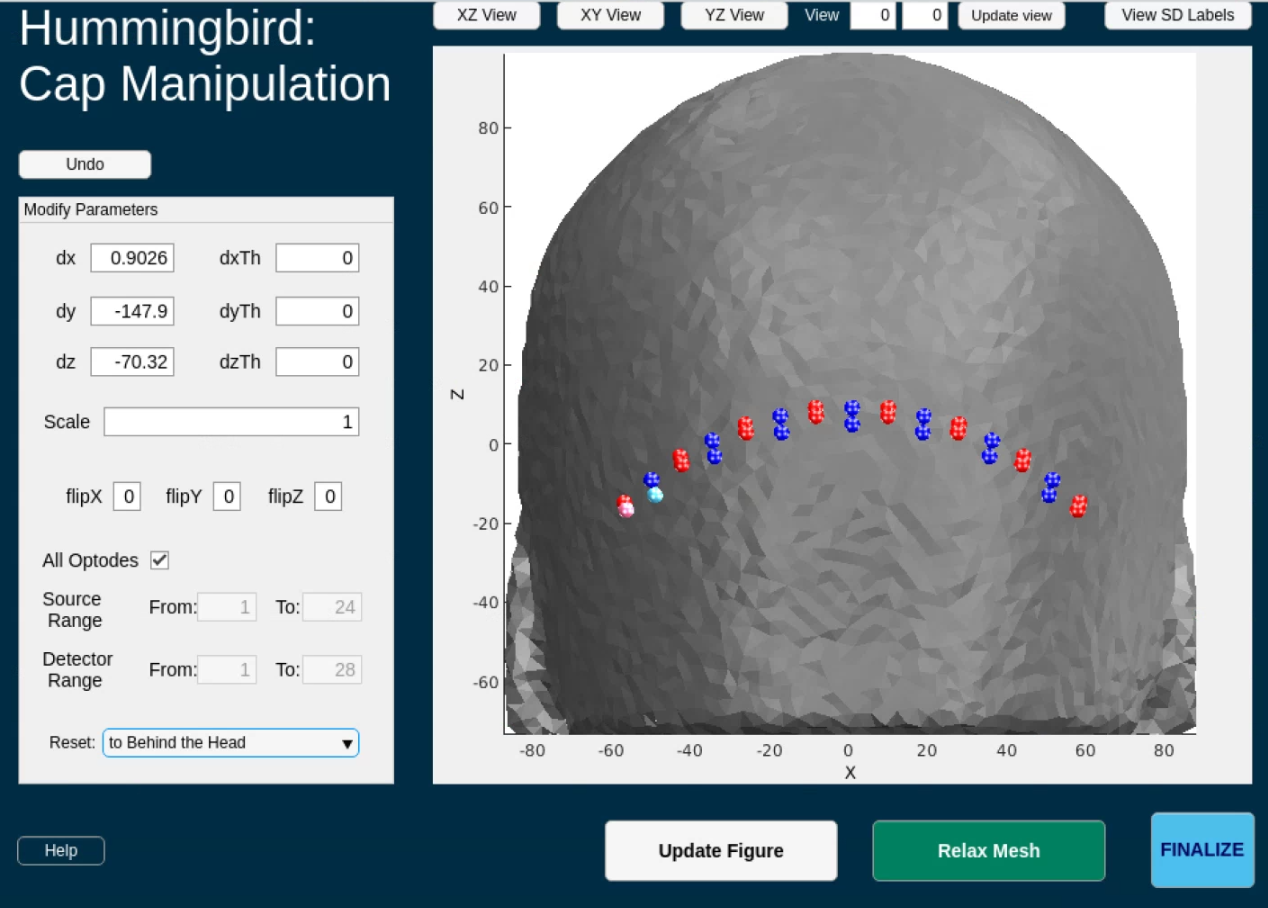 Hummingbird:
Cap Manipulation
XZ View XY View YZ View View 0 0 Update view View SD Labels
Undo
Modify Parameters
dx 0.9026 dxTh 0
dy -147.9 dyTh 0
dz -70.32 dzTh 0
Scale 1
flipX 0 flipY 0 flipZ 0
All Optodes
Source Range From: 1 To: 24
Detector Range From: 1 To: 28
Reset: to Behind the Head
Help
80
60
40
20
0
-20
-40
-60
Z
-80 -60 -40 -20 0 20 40 60 80
X
Update Figure Relax Mesh FINALIZE